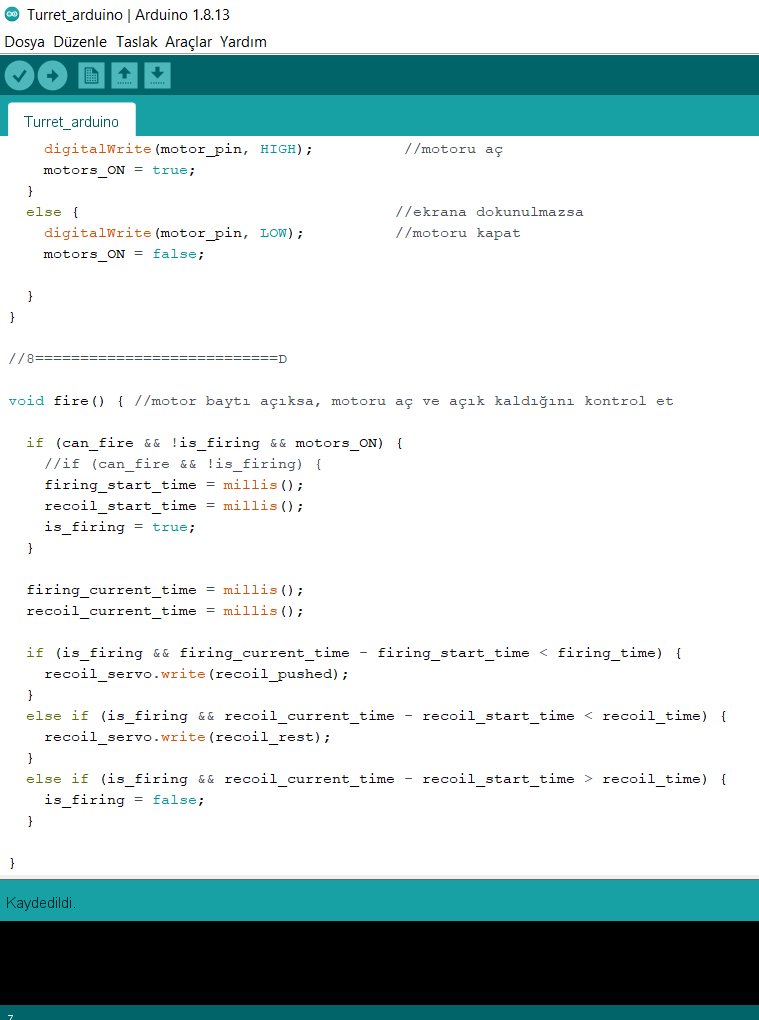 Turret_arduino | Arduino 1.8.13
Dosya Düzenle Taslak Araçlar Yardım
Turret_arduino
digitalWrite(motor_pin, HIGH); //motoru aç
motors_ON = true;
}
else { //ekrana dokunulmazsa
digitalWrite(motor_pin, LOW); //motoru kapat
motors_ON = false;
}
}
//8===========================D
void fire() { //motor baytı açıksa, motoru aç ve açık kaldığını kontrol et
if (can_fire && !is_firing && motors_ON) {
//if (can_fire && !is_firing) {
firing_start_time = millis();
recoil_start_time = millis();
is_firing = true;
}
firing_current_time = millis();
recoil_current_time = millis();
if (is_firing && firing_current_time - firing_start_time < firing_time) {
recoil_servo.write(recoil_pushed);
}
else if (is_firing && recoil_current_time - recoil_start_time < recoil_time) {
recoil_servo.write(recoil_rest);
}
else if (is_firing && recoil_current_time - recoil_start_time > recoil_time) {
is_firing = false;
}
}
Kaydedildi.
7